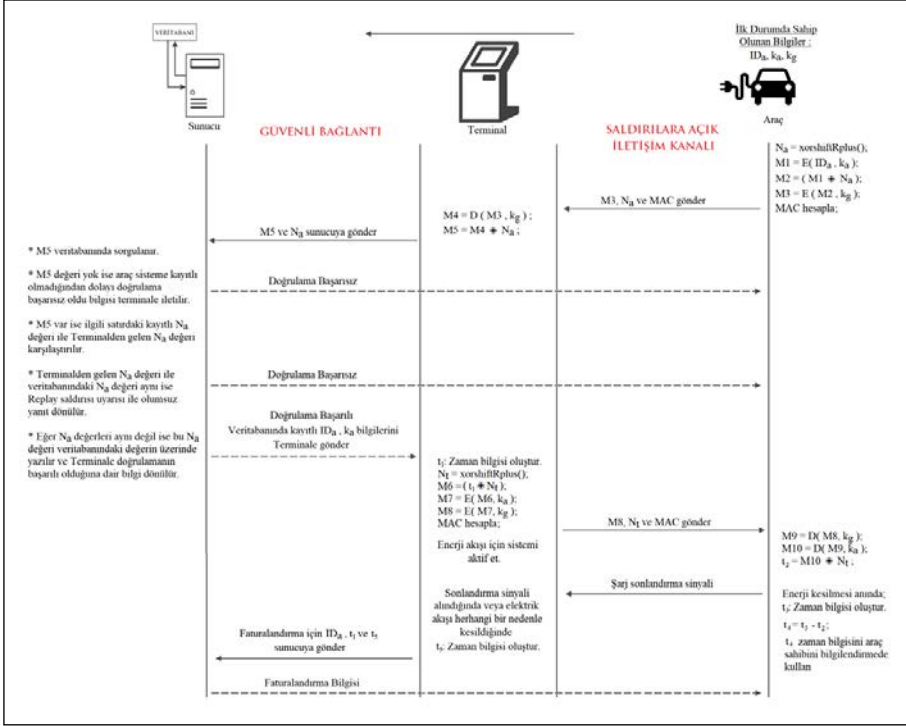 VERİTABANI
Sunucu
GÜVENLİ BAĞLANTI
Terminal
SALDIRILARA AÇIK
İLETİŞİM KANALI
İlk Durumda Sahip
Olunan Bilgiler :
IDa, ka, kg
Araç
Na = xorshiftRplus();
M1 = E( IDa , ka );
M2 = ( M1 ⊕ Na );
M3 = E ( M2 , kg );
MAC hesapla;
M3, Na ve MAC gönder
M4 = D ( M3 , kg ) ;
M5 = M4 ⊕ Na ;
M5 ve Na sunucuya gönder
* M5 veritabanında sorgulanır.
* M5 değeri yok ise araç sisteme kayıtlı
olmadığından dolayı doğrulama
başarısız oldu bilgisi terminale iletilir.
Doğrulama Başarısız
* M5 var ise ilgili satırdaki kayıtlı Na
değeri ile Terminalden gelen Na değeri
karşılaştırılır.
* Terminalden gelen Na değeri ile
veritabanındaki Na değeri aynı ise
Replay saldırısı uyarısı ile olumsuz
yanıt dönülür.
Doğrulama Başarısız
* Eğer Na değerleri aynı değil ise bu Na
değeri veritabanındaki değerin üzerinde
yazılır ve Terminale doğrulamanın
başarılı olduğuna dair bilgi dönülür.
Doğrulama Başarılı
Veritabanında kayıtlı IDa , ka bilgilerini
Terminale gönder
t1: Zaman bilgisi oluştur.
Nt = xorshiftRplus();
M6 =( t1 ⊕ Nt );
M7 = E( M6, ka );
M8 = E( M7, kg );
MAC hesapla;
Enerji akışı için sistemi
aktif et.
M8, Nt ve MAC gönder
M9 = D( M8, kg );
M10 = D( M9, ka );
t2 = M10 ⊕ Nt ;
Şarj sonlandırma sinyali
Enerji kesilmesi anında;
t3: Zaman bilgisi oluştur.
t4 = t3 - t2;
t4 zaman bilgisini araç
sahibini bilgilendirmede
kullan
Sonlandırma sinyali
alındığında veya elektrik
akışı herhangi bir nedenle
kesildiğinde
t5: Zaman bilgisi oluştur.
Faturalandırma için IDa , t1 ve t5
sunucuya gönder
Faturalandırma Bilgisi